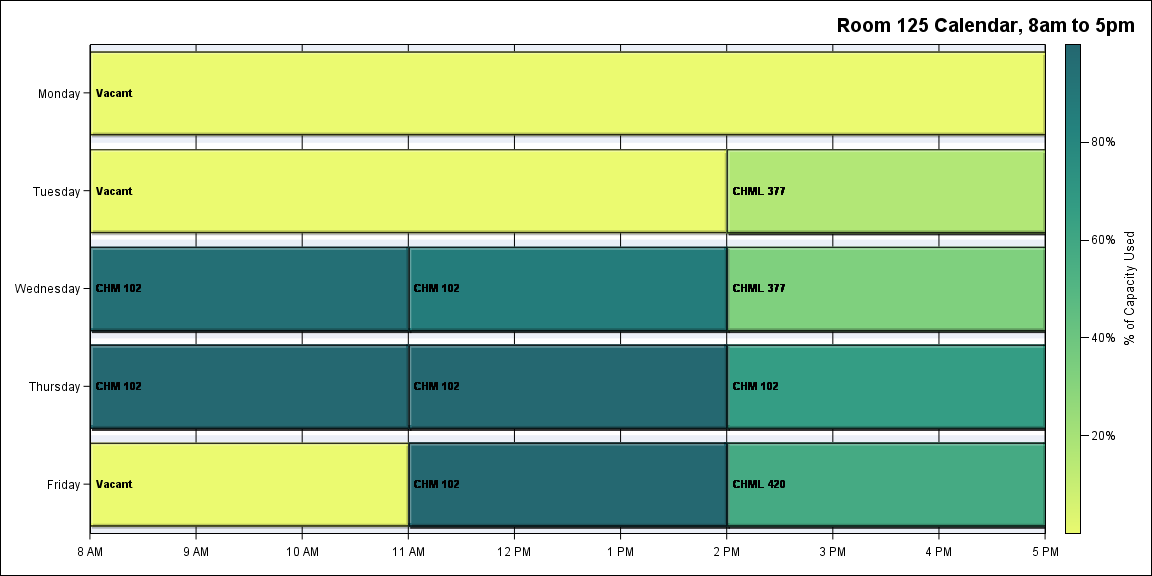 Room 125 Calendar, 8am to 5pm
Monday
Vacant
Tuesday
Vacant
CHML 377
Wednesday
CHM 102
CHM 102
CHML 377
Thursday
CHM 102
CHM 102
CHM 102
Friday
Vacant
CHM 102
CHML 420
8 AM
9 AM
10 AM
11 AM
12 PM
1 PM
2 PM
3 PM
4 PM
5 PM
80%
60%
40%
20%
% of Capacity Used